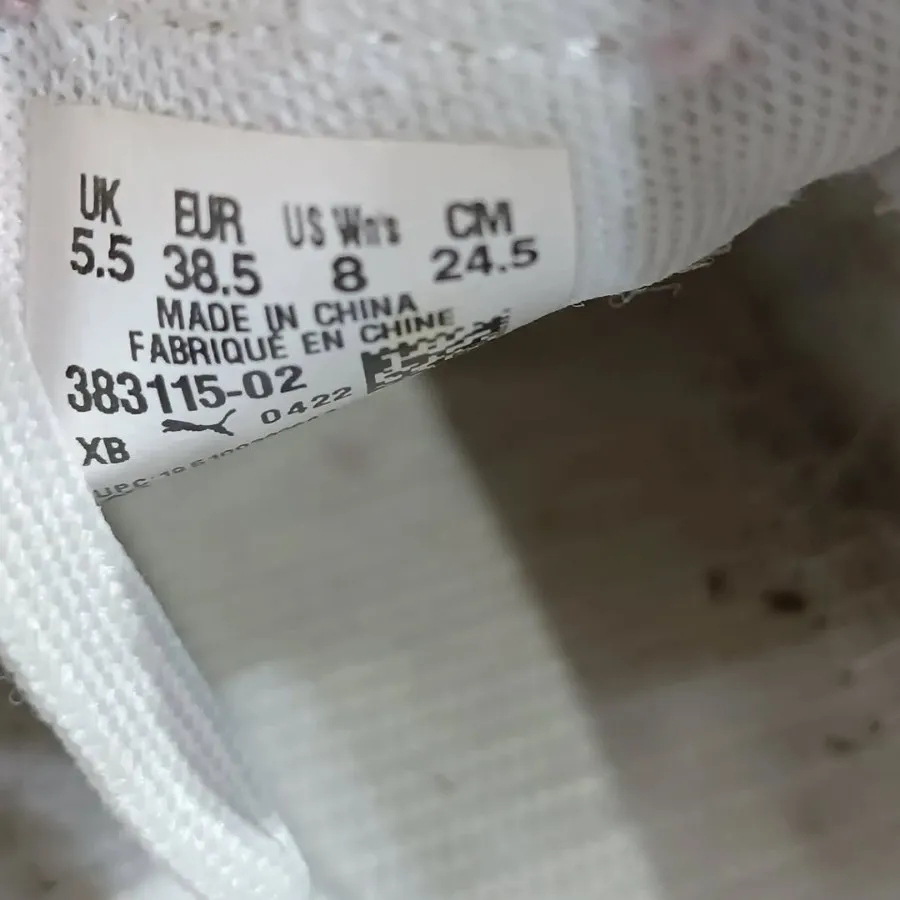 UK EUR US Wn's CM
5.5 38.5 8 24.5
MADE IN CHINA
FABRIQUÉ EN CHINE
383115-02
XB 0422
UPC: